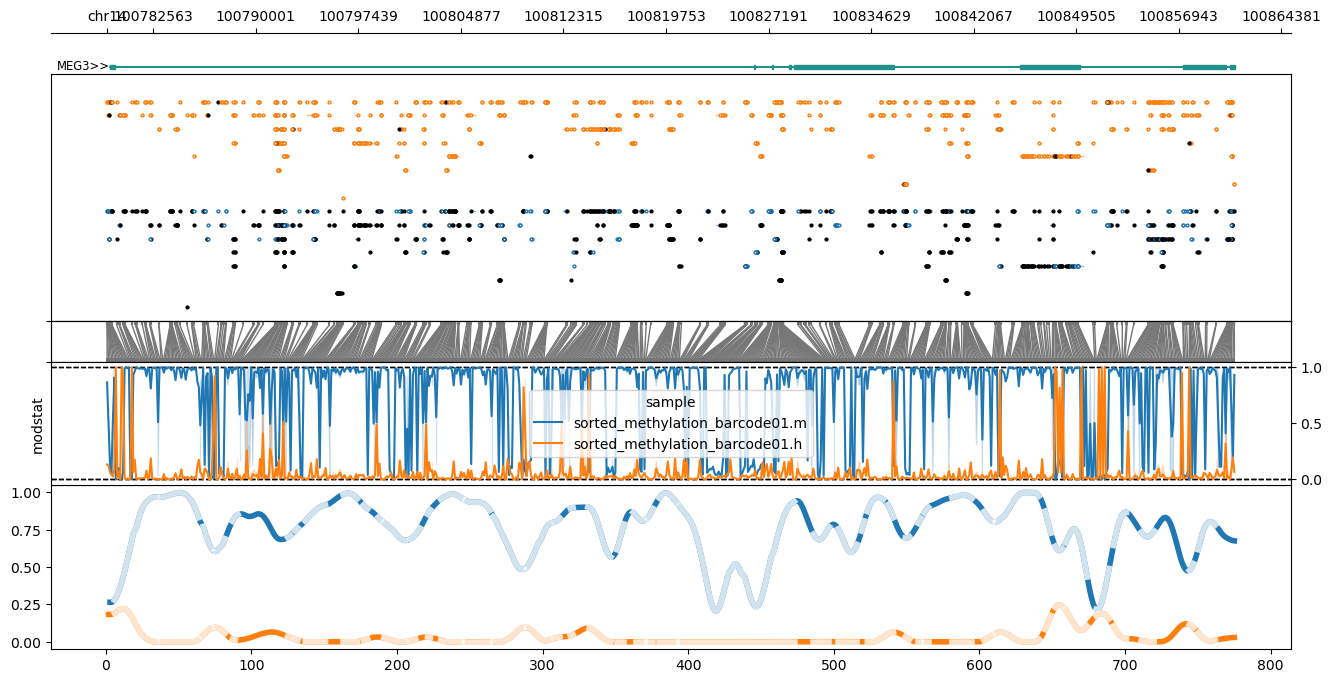 chr14 100782563 100790001 100797439 100804877 100812315 100819753 100827191 100834629 100842067 100849505 100856943 100864381
MEG3>>
modstat
1.0
0.5
0.0
sample
sorted_methylation_barcode01.m
sorted_methylation_barcode01.h
1.00
0.75
0.50
0.25
0.00
0 100 200 300 400 500 600 700 800